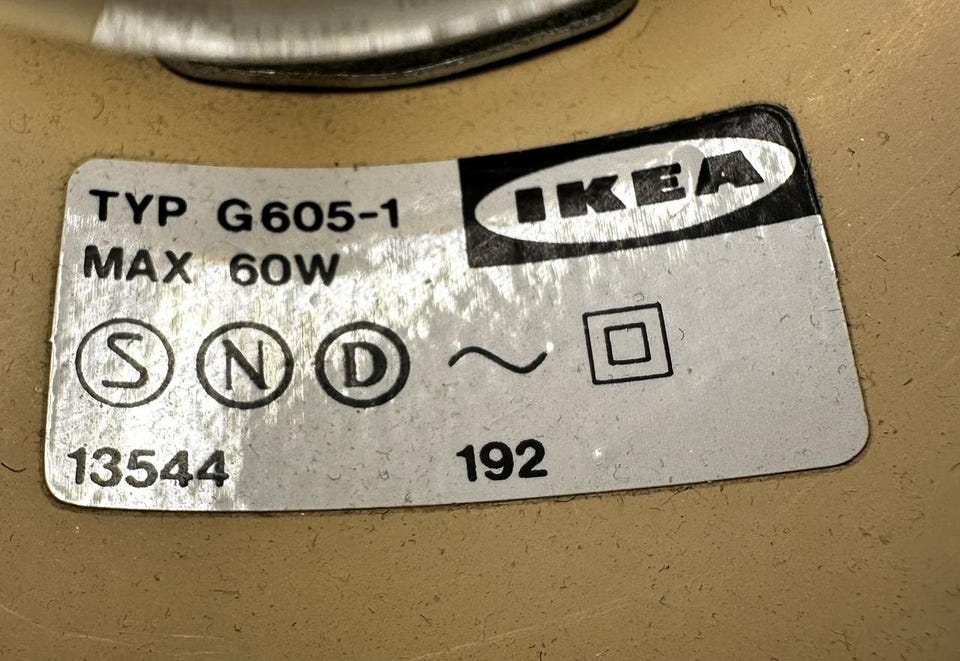 IKEA
TYP G605-1
MAX 60W
S N D ~
13544 192